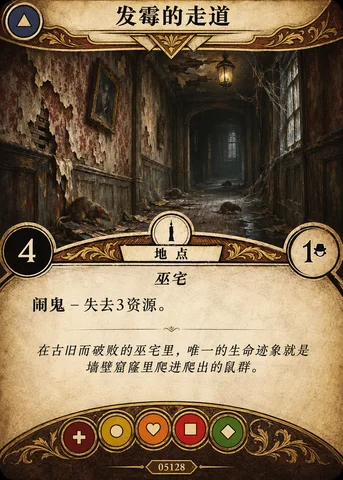 发霉的走道
4
1
地点
巫宅
闹鬼 – 失去3资源。
在古旧而破败的巫宅里，唯一的生命迹象就是
墙壁窟窿里爬进爬出的鼠群。
05128